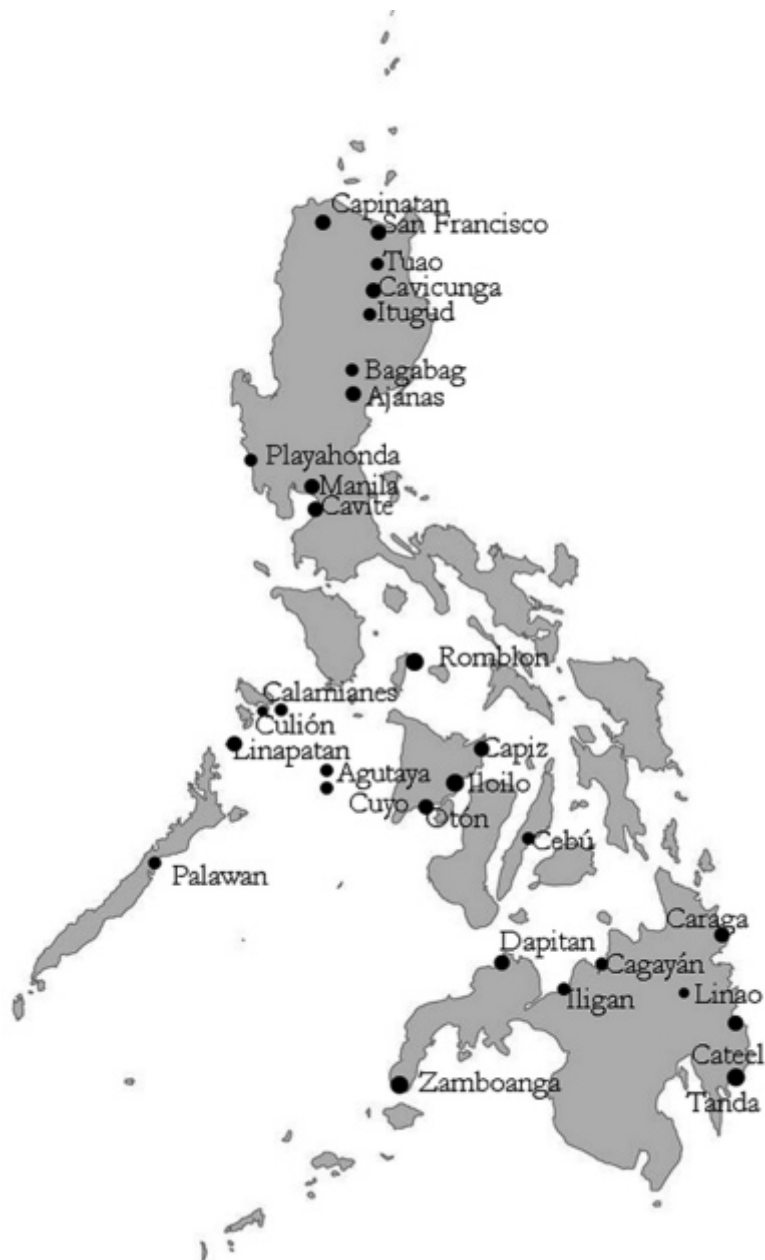 Capinatan
San Francisco
Tuao
Cavicunga
Itugud
Bagabag
Ajanas
Playahonda
Manila
Cavite
Romblon
Calamianes
Culión
Linapatan
Capiz
Agutaya
Iloilo
Cuyo
Otón
Cebú
Palawan
Caraga
Dapitan
Cagayán
Iligan
Linao
Cateel
Zamboanga
Tanda